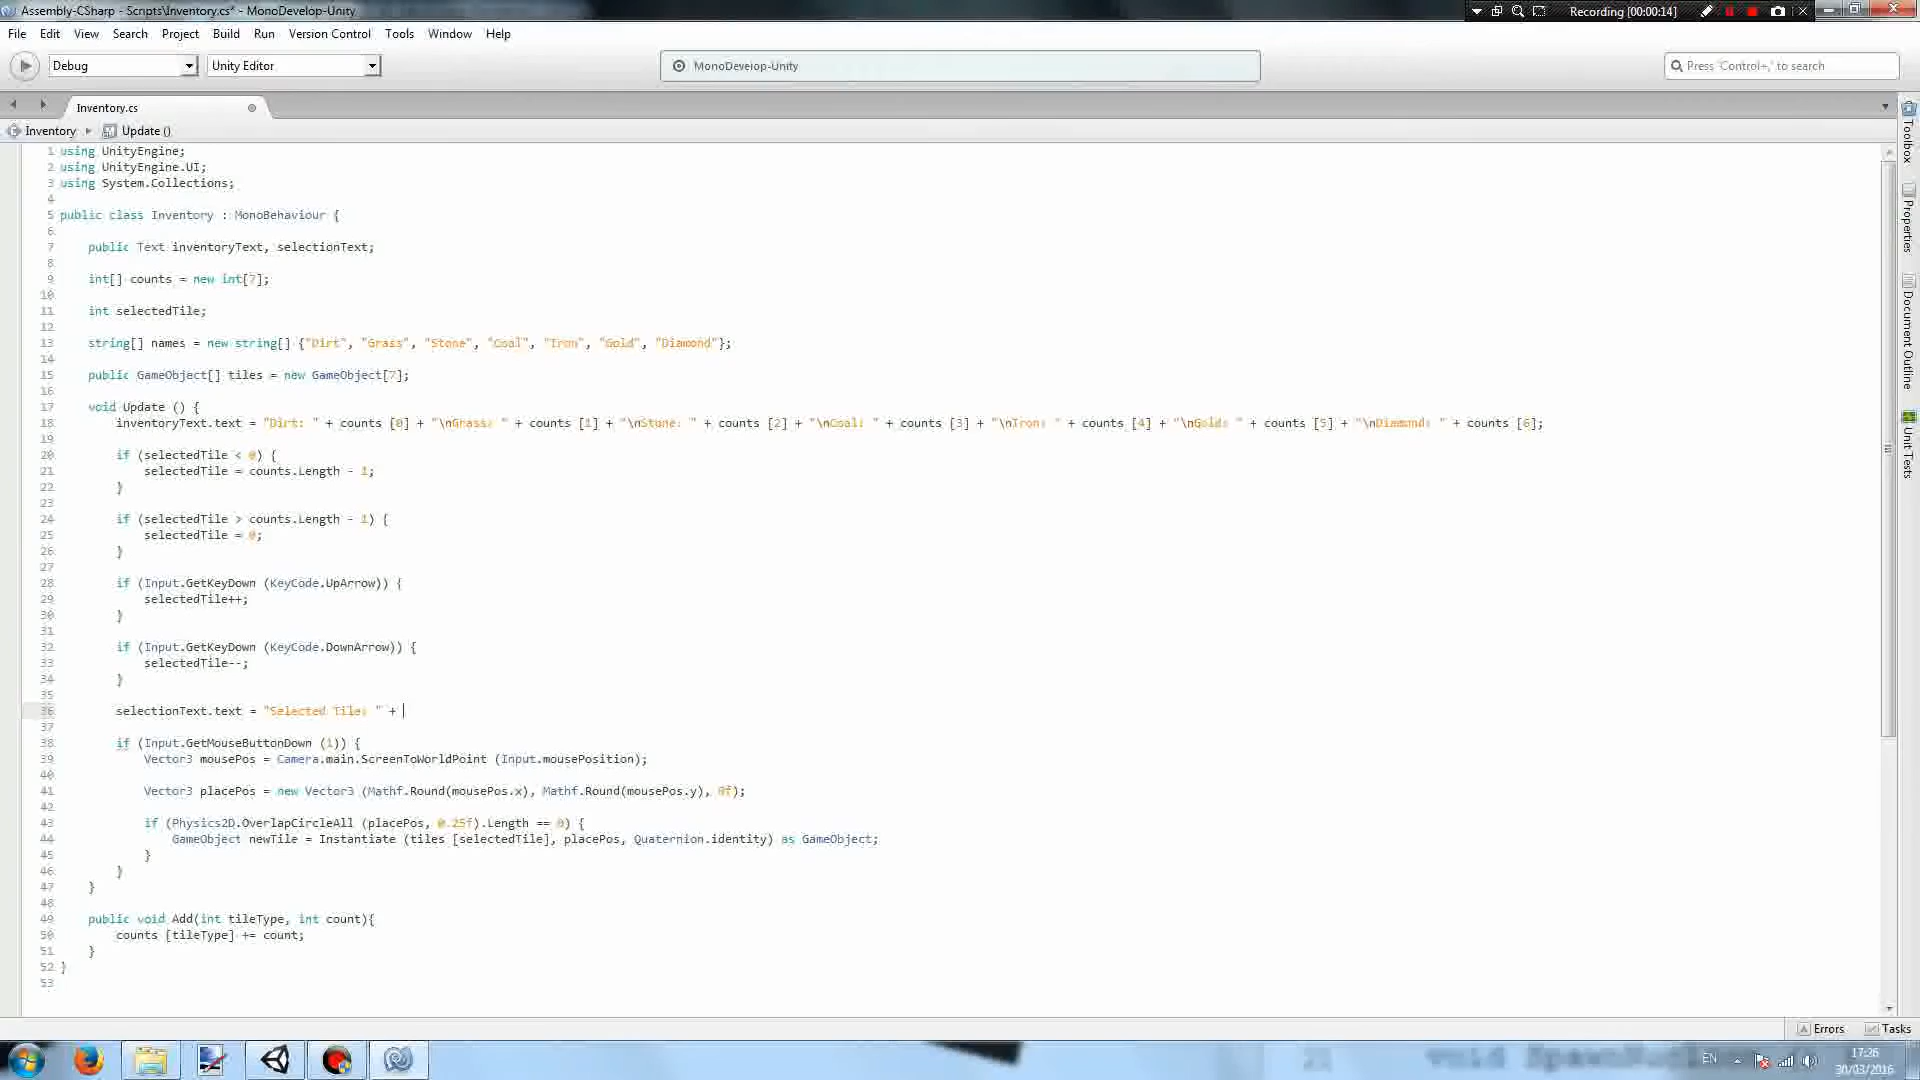 Assembly-CSharp - Scripts\Inventory.cs* - MonoDevelop-Unity
Recording [00:00:14]
File Edit View Search Project Build Run Version Control Tools Window Help
Debug Unity Editor MonoDevelop-Unity Press 'Control+,' to search
Inventory.cs
Inventory Update ()
1 using UnityEngine;
2 using UnityEngine.UI;
3 using System.Collections;
4
5 public class Inventory : MonoBehaviour {
6
7 public Text inventoryText, selectionText;
8
9 int[] counts = new int[7];
10
11 int selectedTile;
12
13 string[] names = new string[] {"Dirt", "Grass", "Stone", "Coal", "Iron", "Gold", "Diamond"};
14
15 public GameObject[] tiles = new GameObject[7];
16
17 void Update () {
18 inventoryText.text = "Dirt: " + counts [0] + "\nGrass: " + counts [1] + "\nStone: " + counts [2] + "\nCoal: " + counts [3] + "\nIron: " + counts [4] + "\nGold: " + counts [5] + "\nDiamond: " + counts [6];
19
20 if (selectedTile < 0) {
21 selectedTile = counts.Length - 1;
22 }
23
24 if (selectedTile > counts.Length - 1) {
25 selectedTile = 0;
26 }
27
28 if (Input.GetKeyDown (KeyCode.UpArrow)) {
29 selectedTile++;
30 }
31
32 if (Input.GetKeyDown (KeyCode.DownArrow)) {
33 selectedTile--;
34 }
35
36 selectionText.text = "Selected Tile: " +
37
38 if (Input.GetMouseButtonDown (1)) {
39 Vector3 mousePos = Camera.main.ScreenToWorldPoint (Input.mousePosition);
40
41 Vector3 placePos = new Vector3 (Mathf.Round(mousePos.x), Mathf.Round(mousePos.y), 0f);
42
43 if (Physics2D.OverlapCircleAll (placePos, 0.25f).Length == 0) {
44 GameObject newTile = Instantiate (tiles [selectedTile], placePos, Quaternion.identity) as GameObject;
45 }
46 }
47 }
48
49 public void Add(int tileType, int count){
50 counts [tileType] += count;
51 }
52 }
53
Toolbox
Properties
Document Outline
Unit Tests
Errors Tasks
EN
17:26
30/03/2016